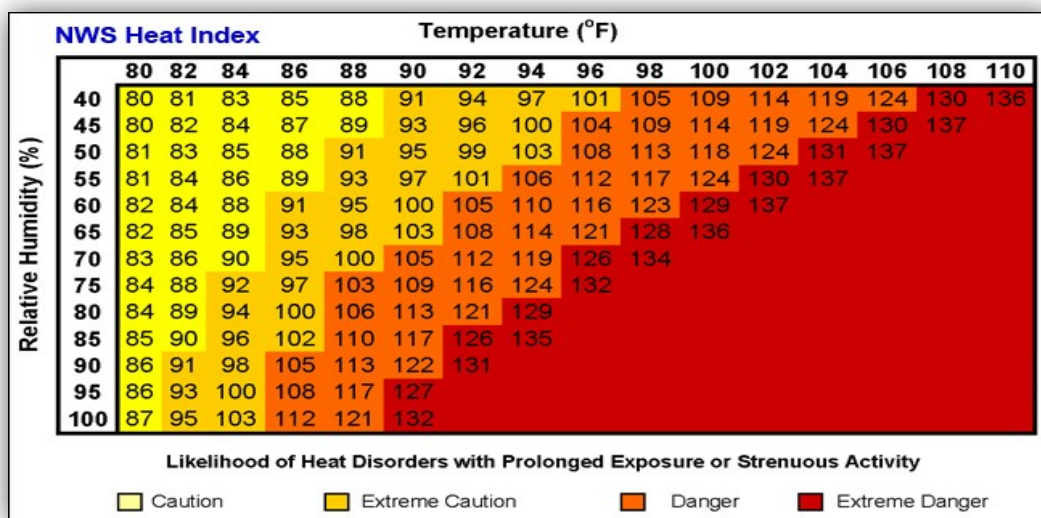 NWS Heat Index Temperature (°F)
80 82 84 86 88 90 92 94 96 98 100 102 104 106 108 110
Relative Humidity (%)
40 80 81 83 85 88 91 94 97 101 105 109 114 119 124 130 136
45 80 82 84 87 89 93 96 100 104 109 114 119 124 130 137
50 81 83 85 88 91 95 99 103 108 113 118 124 131 137
55 81 84 86 89 93 97 101 106 112 117 124 130 137
60 82 84 88 91 95 100 105 110 116 123 129 137
65 82 85 89 93 98 103 108 114 121 128 136
70 83 86 90 95 100 105 112 119 126 134
75 84 88 92 97 103 109 116 124 132
80 84 89 94 100 106 113 121 129
85 85 90 96 102 110 117 126 135
90 86 91 98 105 113 122 131
95 86 93 100 108 117 127
100 87 95 103 112 121 132
Likelihood of Heat Disorders with Prolonged Exposure or Strenuous Activity
Caution Extreme Caution Danger Extreme Danger